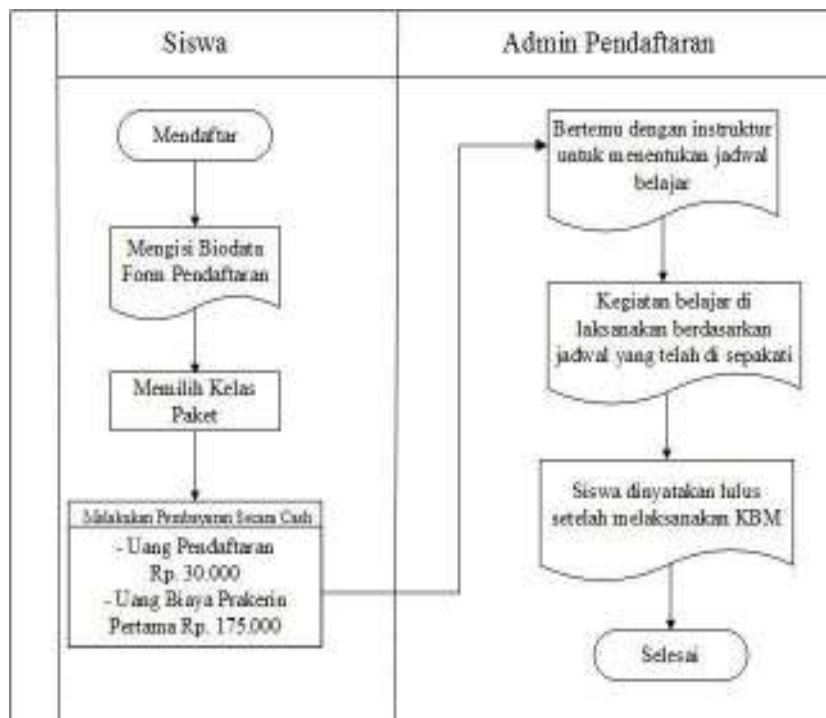 Siswa
Admin Pendaftaran
Mendaftar
Mengisi Biodata
Form Pendaftaran
Memilih Kelas
Paket
Melakukan Pembayaran Secara Cash
- Uang Pendaftaran
Rp. 30.000
- Uang Biaya Prakerin
Pertama Rp. 175.000
Bertemu dengan instruktur
untuk menentukan jadwal
belajar
Kegiatan belajar di
laksanakan berdasarkan
jadwal yang telah di sepakati
Siswa dinyatakan lulus
setelah melaksanakan KBM
Selesai